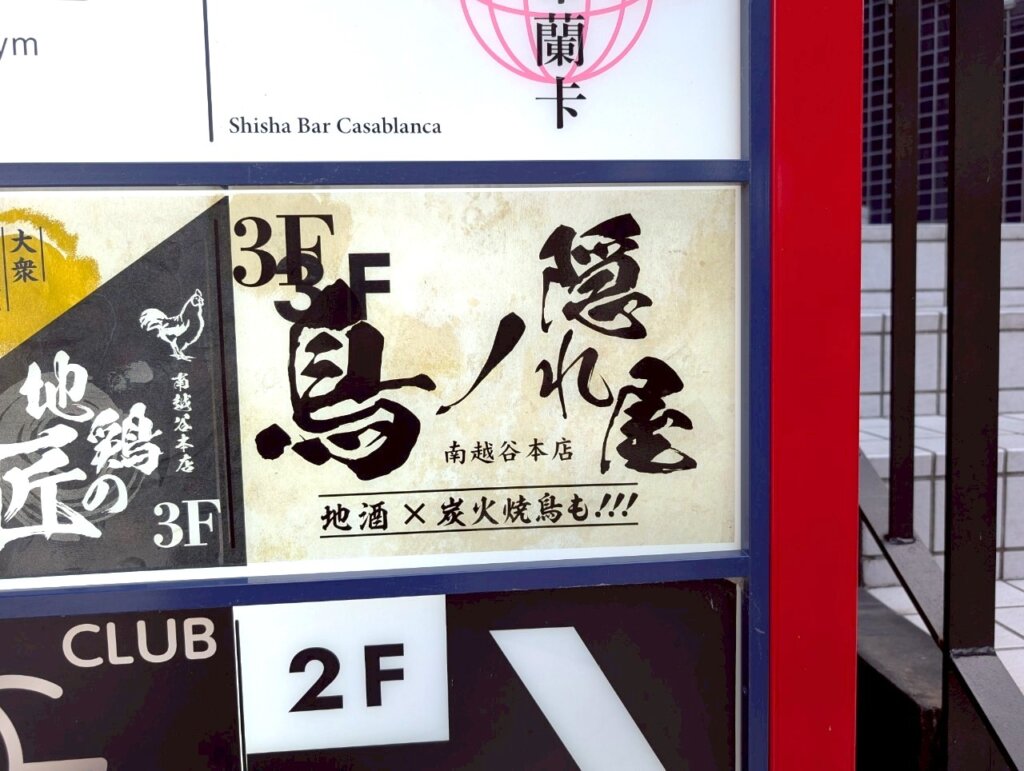 ym
蘭卡
Shisha Bar Casablanca
大衆
地鶏の
匠
南越谷本店
3F
3F
3F
鳥ノ隠れ屋
南越谷本店
地酒×炭火焼鳥も!!!
CLUB
2F